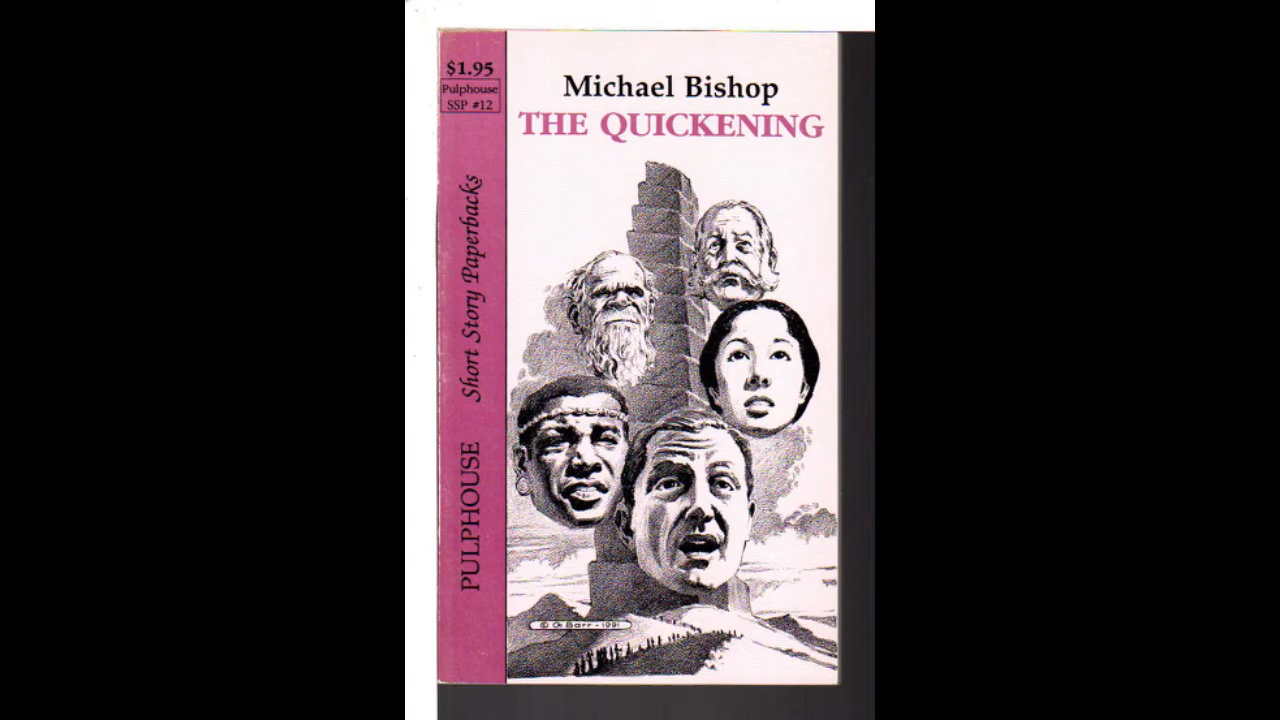 $1.95
Pulphouse
SSP #12
Michael Bishop
THE QUICKENING
PULPHOUSE Short Story Paperbacks
© Barr - 1991